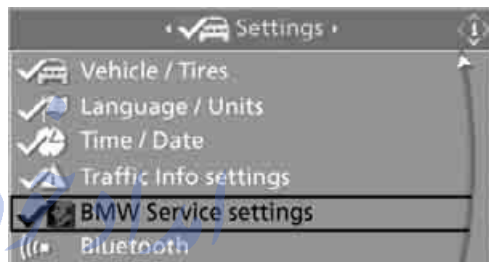 Settings
Vehicle / Tires
Language / Units
Time / Date
Traffic Info settings
BMW Service settings
Bluetooth